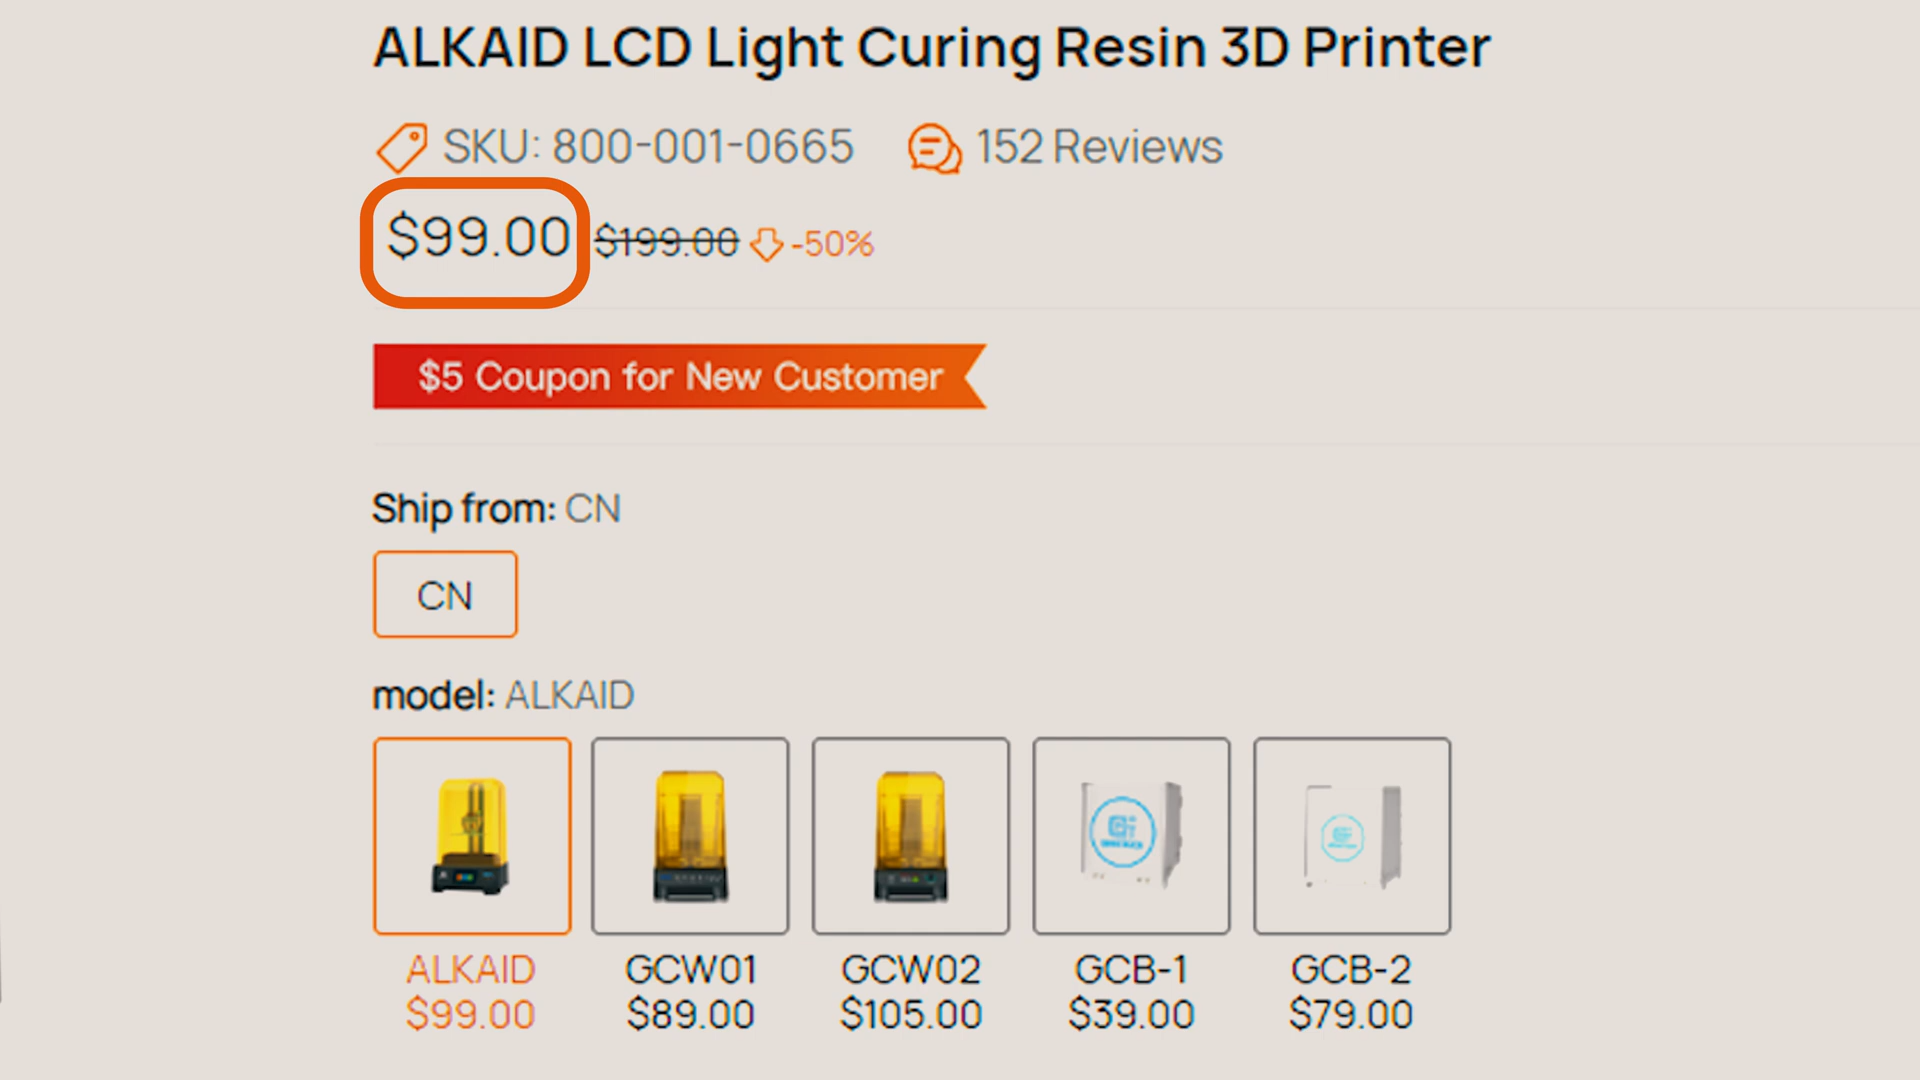 ALKAID LCD Light Curing Resin 3D Printer
SKU: 800-001-0665 152 Reviews
$99.00 $199.00 -50%
$5 Coupon for New Customer
Ship from: CN
CN
model: ALKAID
ALKAID GCW01 GCW02 GCB-1 GCB-2
$99.00 $89.00 $105.00 $39.00 $79.00